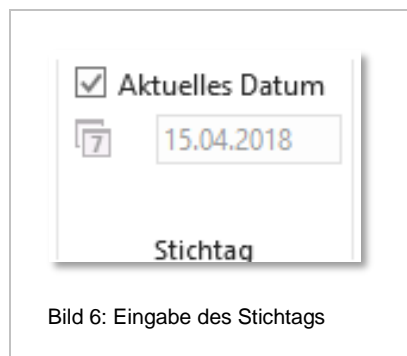 Aktuelles Datum
7
15.04.2018
Stichtag
Bild 6: Eingabe des Stichtags